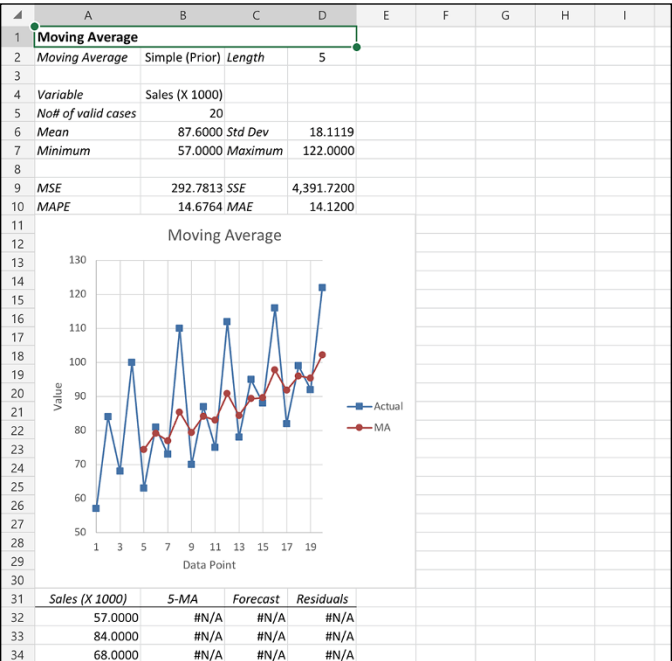 A B C D E F G H I
1 Moving Average
2 Moving Average Simple (Prior) Length 5
3
4 Variable Sales (X 1000)
5 No# of valid cases 20
6 Mean 87.6000 Std Dev 18.1119
7 Minimum 57.0000 Maximum 122.0000
8
9 MSE 292.7813 SSE 4,391.7200
10 MAPE 14.6764 MAE 14.1200
11
12
13
14
15
16
17
18
19
20
21
22
23
24
25
26
27
28
29
30
Moving Average
130
120
110
100
90
80
70
60
50
Value
1 3 5 7 9 11 13 15 17 19
Data Point
Actual
MA
31 Sales (X 1000) 5-MA Forecast Residuals
32 57.0000 #N/A #N/A #N/A
33 84.0000 #N/A #N/A #N/A
34 68.0000 #N/A #N/A #N/A